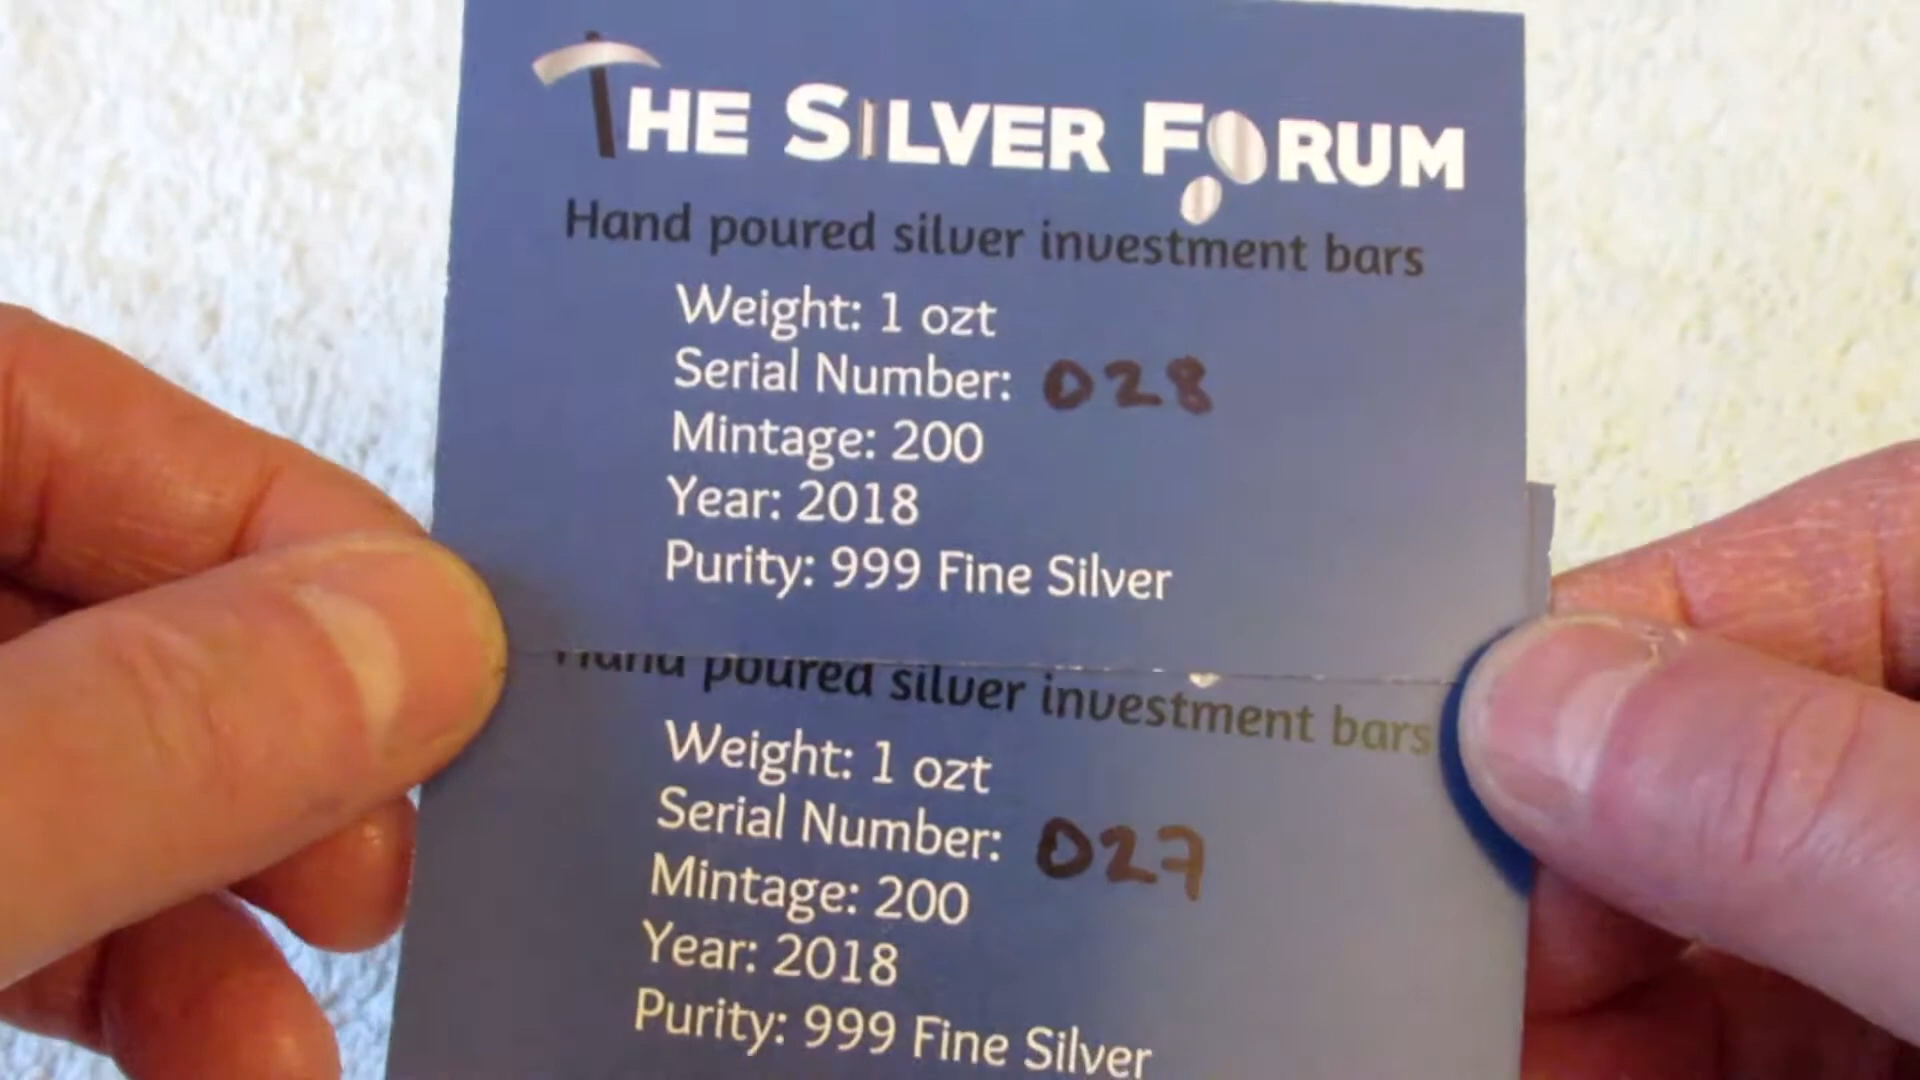 THE SILVER FORUM
Hand poured silver investment bars
Weight: 1 ozt
Serial Number: 028
Mintage: 200
Year: 2018
Purity: 999 Fine Silver
Hand poured silver investment bars
Weight: 1 ozt
Serial Number: 027
Mintage: 200
Year: 2018
Purity: 999 Fine Silver